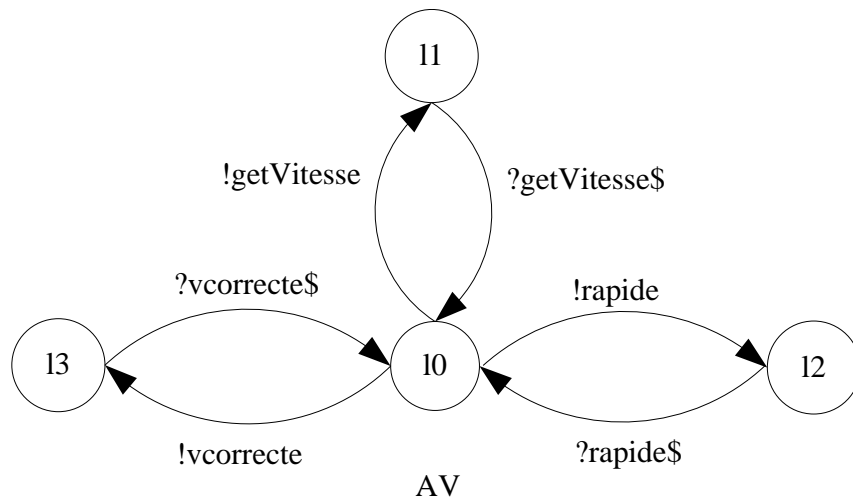 l1
!getVitesse
?getVitesse$
?vcorrecte$
!rapide
l3
l0
l2
!vcorrecte
?rapide$
AV